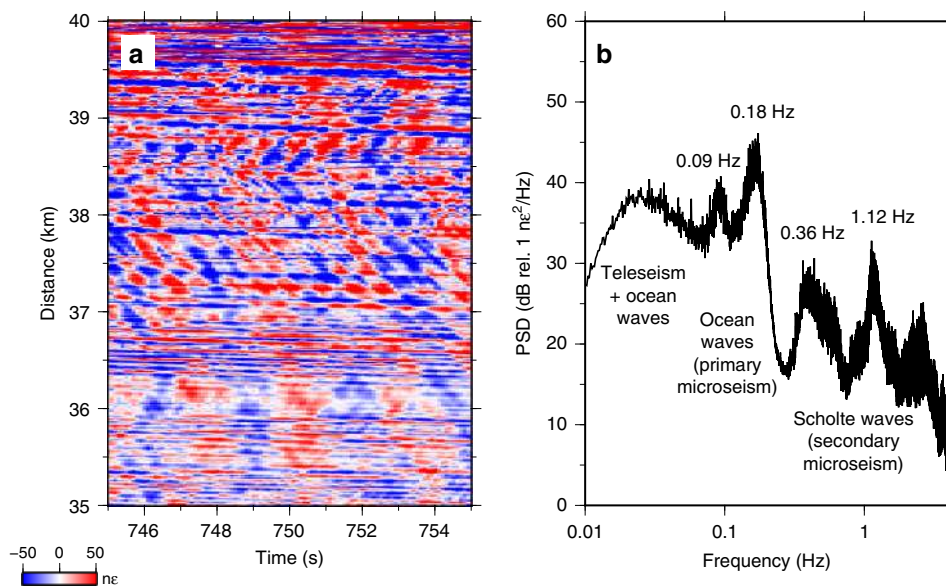 a
40
39
38
37
36
35
Distance (km)
746 748 750 752 754
Time (s)
−50 0 50
nε
b
60
50
40
30
20
10
0
PSD (dB rel. 1 nε²/Hz)
0.18 Hz
0.09 Hz
1.12 Hz
0.36 Hz
Teleseism
+ ocean
waves
Ocean
waves
(primary
microseism)
Scholte waves
(secondary
microseism)
0.01 0.1 1
Frequency (Hz)